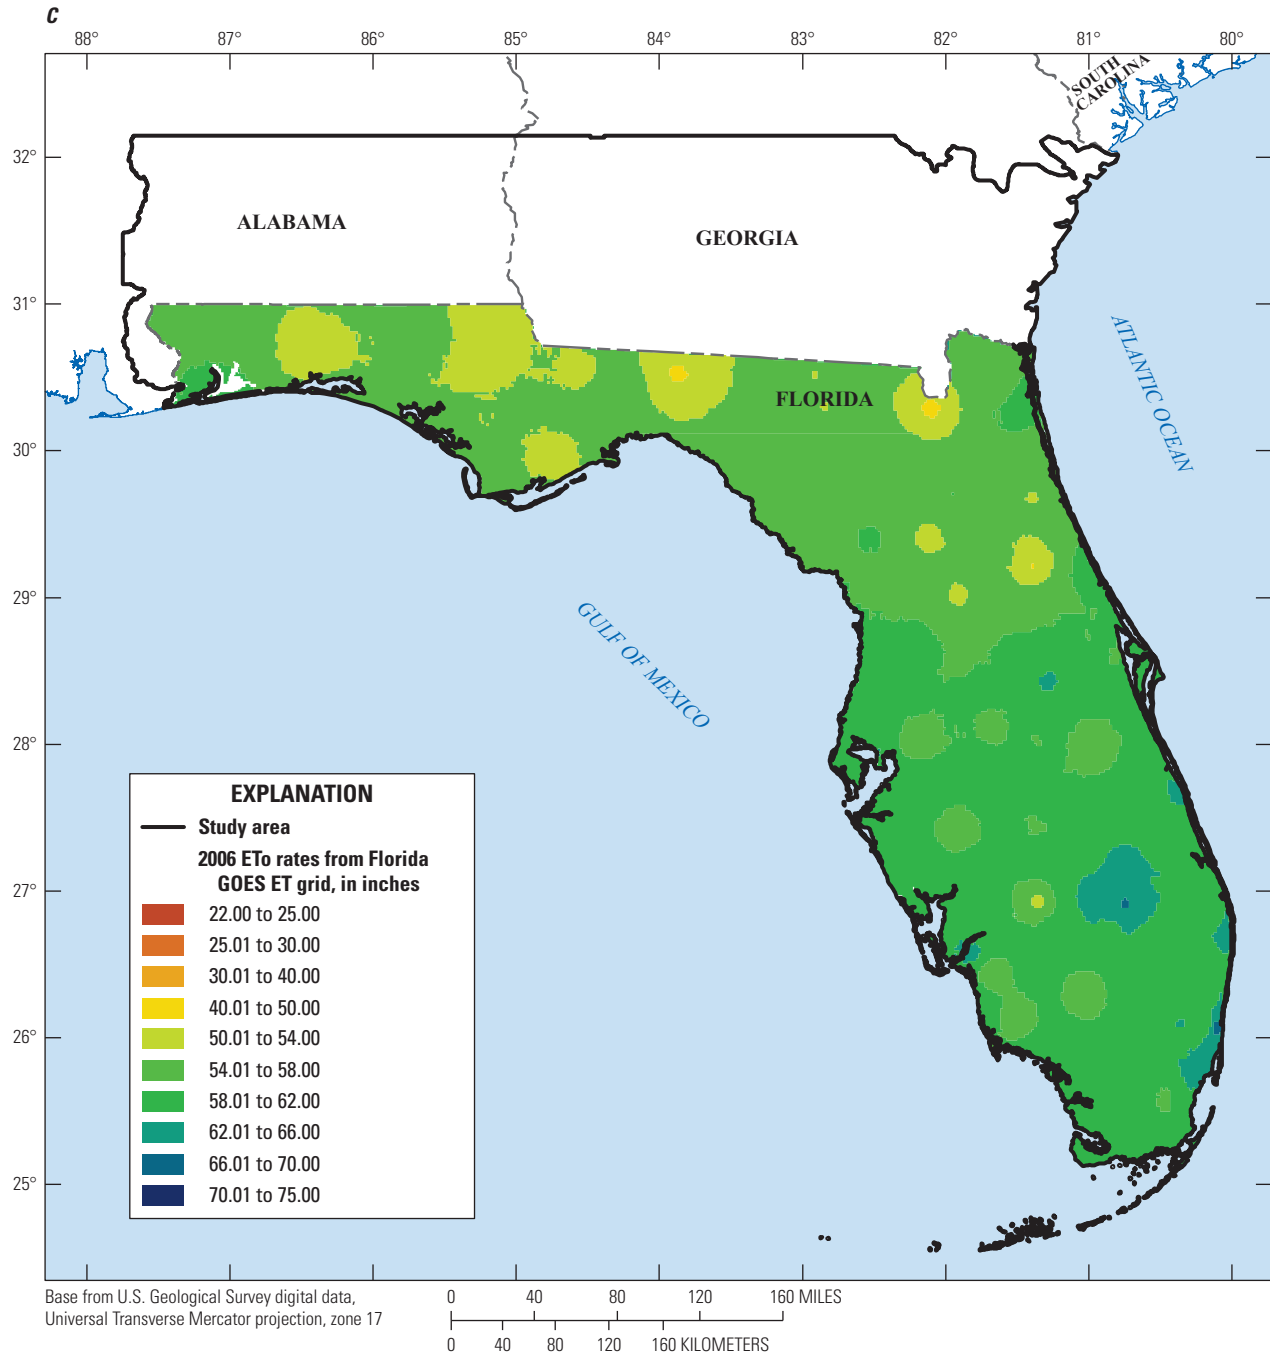 C
88° 87° 86° 85° 84° 83° 82° 81° 80°
SOUTH
CAROLINA
32°
ALABAMA
GEORGIA
31°
ATLANTIC OCEAN
FLORIDA
30°
29°
GULF OF MEXICO
28°
EXPLANATION
Study area
2006 ETo rates from Florida
GOES ET grid, in inches
22.00 to 25.00
25.01 to 30.00
30.01 to 40.00
40.01 to 50.00
50.01 to 54.00
54.01 to 58.00
58.01 to 62.00
62.01 to 66.00
66.01 to 70.00
70.01 to 75.00
27°
26°
25°
Base from U.S. Geological Survey digital data,
Universal Transverse Mercator projection, zone 17
0 40 80 120 160 MILES
0 40 80 120 160 KILOMETERS